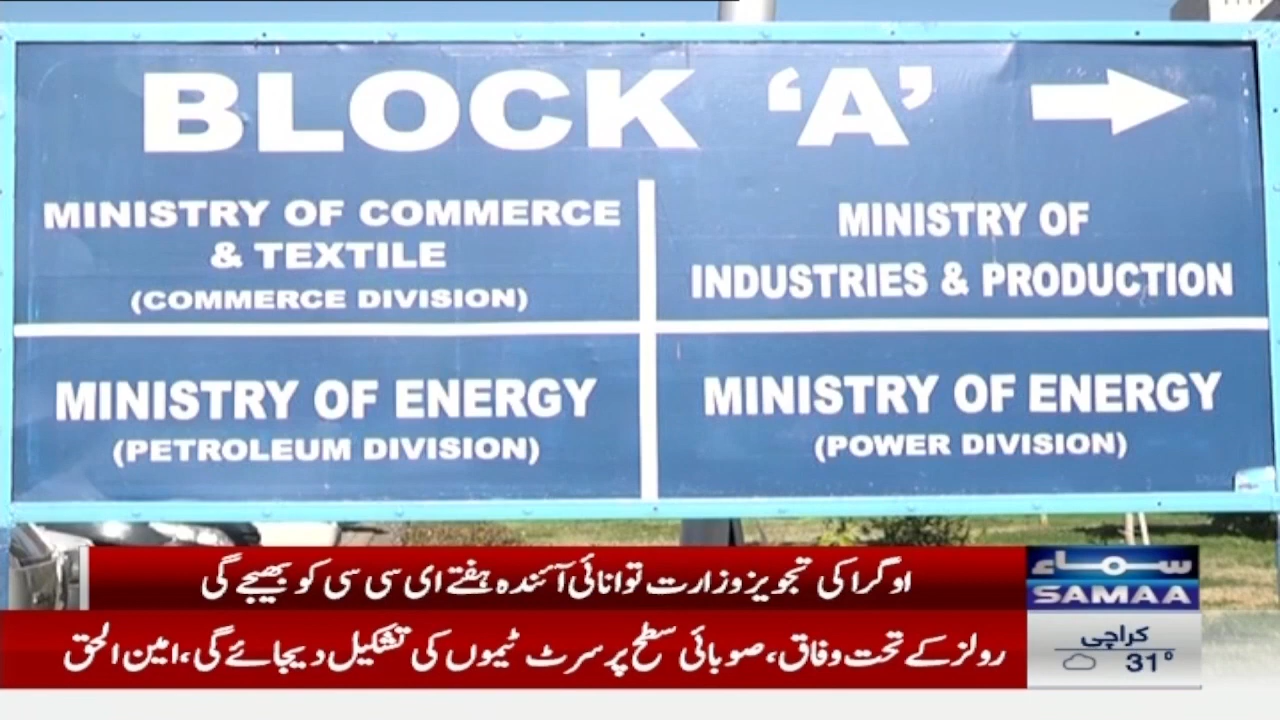 BLOCK 'A'
MINISTRY OF COMMERCE
& TEXTILE
(COMMERCE DIVISION)
MINISTRY OF
INDUSTRIES & PRODUCTION
MINISTRY OF ENERGY
(PETROLEUM DIVISION)
MINISTRY OF ENERGY
(POWER DIVISION)
اوگرا کی تجویز وزارت توانائی آئندہ ہفتے ای سی سی کو بھیجے گی
سماء
SAMAA
رولز کے تحت وفاق، صوبائی سطح پر سرٹ ٹیموں کی تشکیل دیجائے گی، امین الحق
کراچی
31°